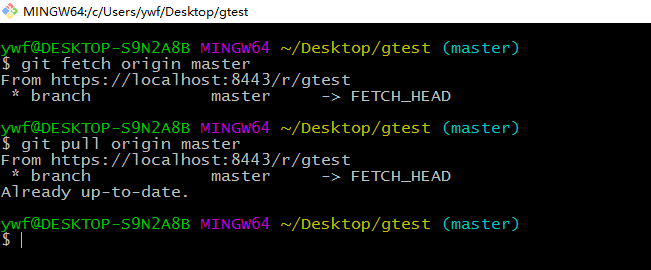 MINGW64:/c/Users/ywf/Desktop/gtest
ywf@DESKTOP-S9N2A8B MINGW64 ~/Desktop/gtest (master)
$ git fetch origin master
From https://localhost:8443/r/gtest
 * branch            master     -> FETCH_HEAD
ywf@DESKTOP-S9N2A8B MINGW64 ~/Desktop/gtest (master)
$ git pull origin master
From https://localhost:8443/r/gtest
 * branch            master     -> FETCH_HEAD
Already up-to-date.
ywf@DESKTOP-S9N2A8B MINGW64 ~/Desktop/gtest (master)
$